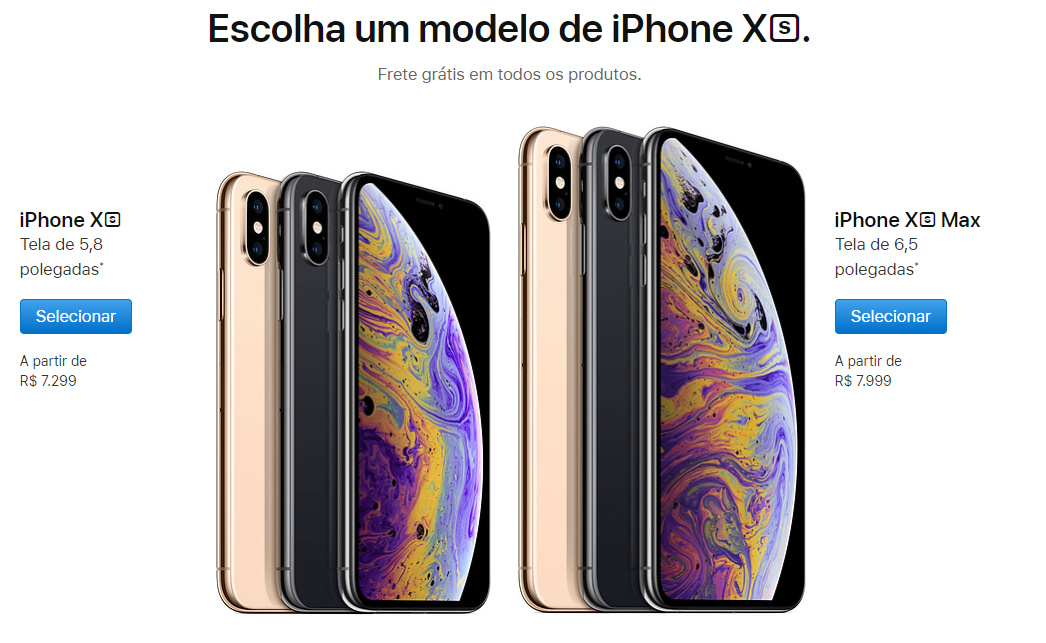 Escolha um modelo de iPhone XS.
Frete grátis em todos os produtos.
iPhone XS
Tela de 5,8
polegadas*
Selecionar
A partir de
R$ 7.299
iPhone XS Max
Tela de 6,5
polegadas*
Selecionar
A partir de
R$ 7.999